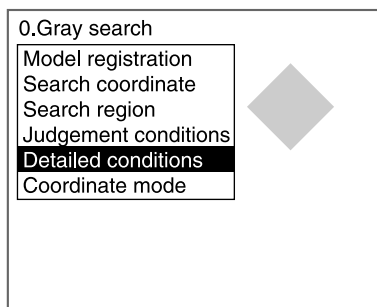 0.Gray search
Model registration
Search coordinate
Search region
Judgement conditions
Detailed conditions
Coordinate mode